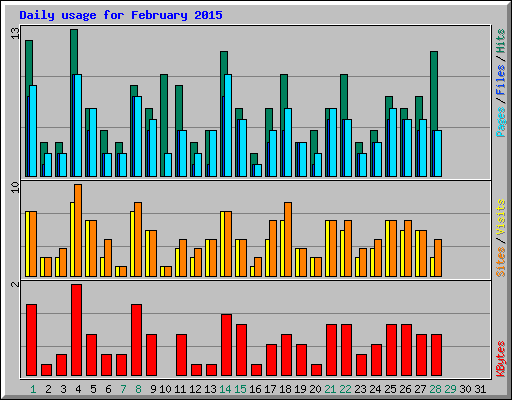 Daily usage for February 2015
13
10
2
Pages / Files / Hits
Sites / Visits
KBytes
1 2 3 4 5 6 7 8 9 10 11 12 13 14 15 16 17 18 19 20 21 22 23 24 25 26 27 28 29 30 31